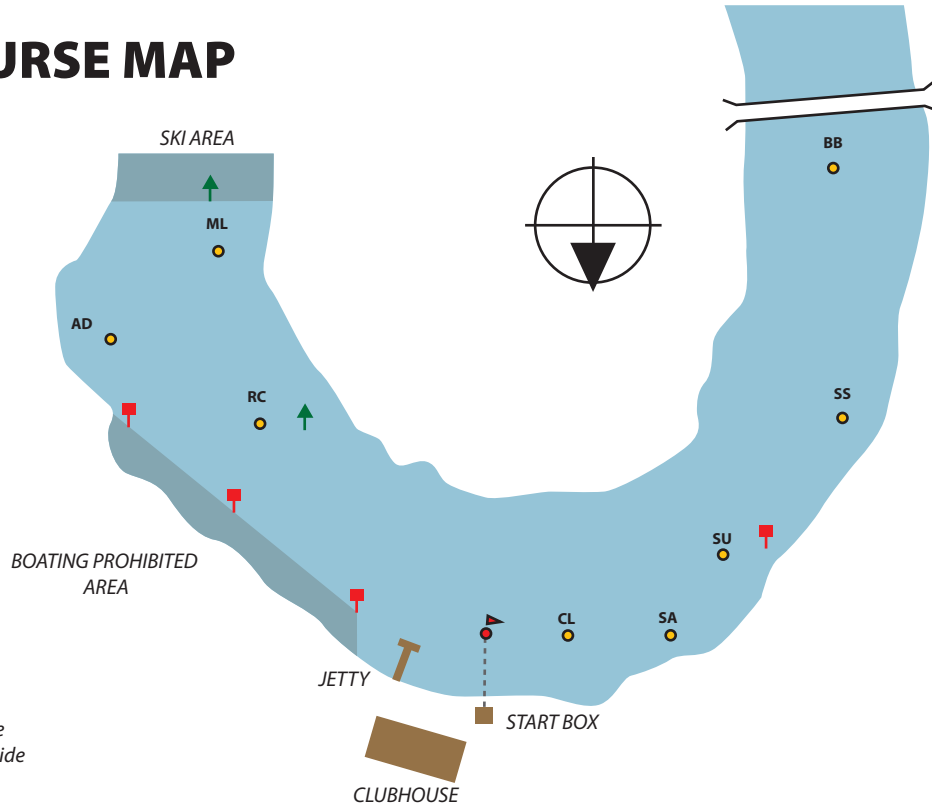 URSE MAP
SKI AREA
BB
ML
AD
RC
SS
SU
BOATING PROHIBITED
AREA
CL
SA
JETTY
START BOX
e
ide
CLUBHOUSE